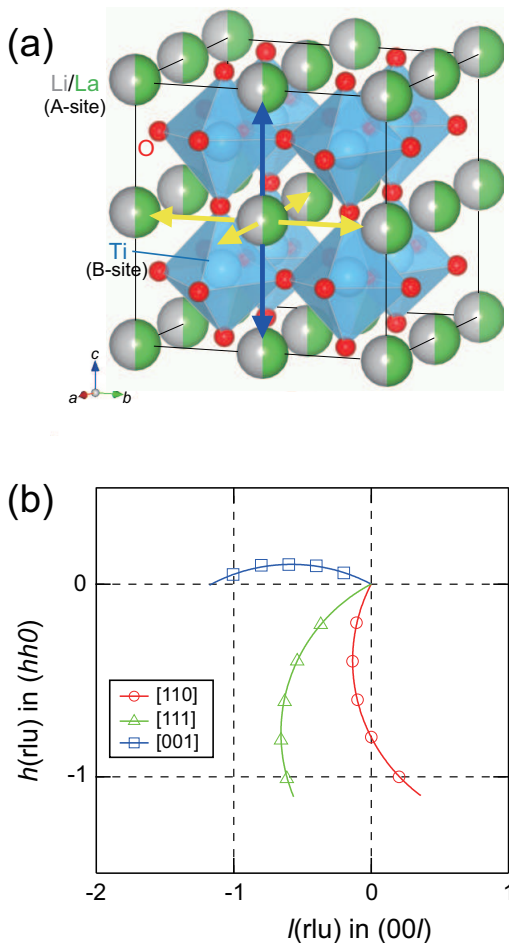 (a)
Li/La
(A-site)
O
Ti
(B-site)
c
a
b
(b)
-2
-1
0
1
0
-1
h(rlu) in (hh0)
[110]
[111]
[001]
l(rlu) in (00l)